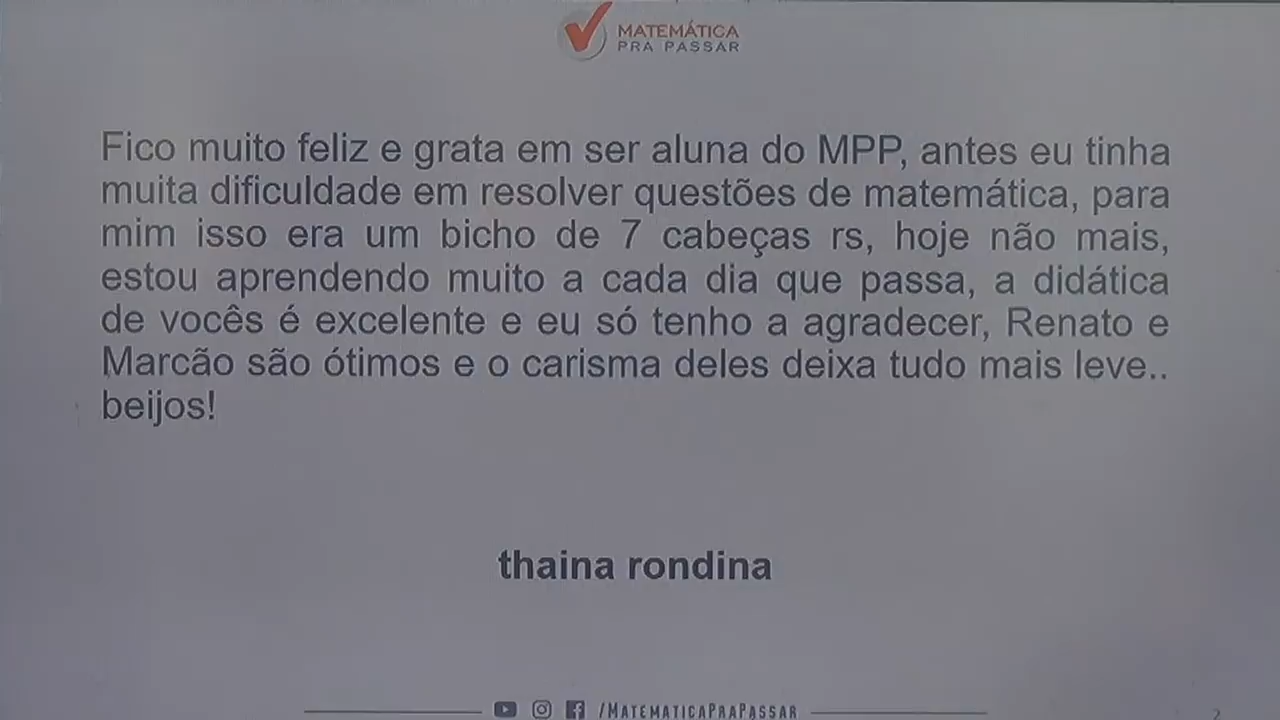 MATEMÁTICA
PRA PASSAR
Fico muito feliz e grata em ser aluna do MPP, antes eu tinha
muita dificuldade em resolver questões de matemática, para
mim isso era um bicho de 7 cabeças rs, hoje não mais,
estou aprendendo muito a cada dia que passa, a didática
de vocês é excelente e eu só tenho a agradecer, Renato e
Marcão são ótimos e o carisma deles deixa tudo mais leve..
beijos!
thaina rondina
/MATEMATICAPRAPASSAR
2